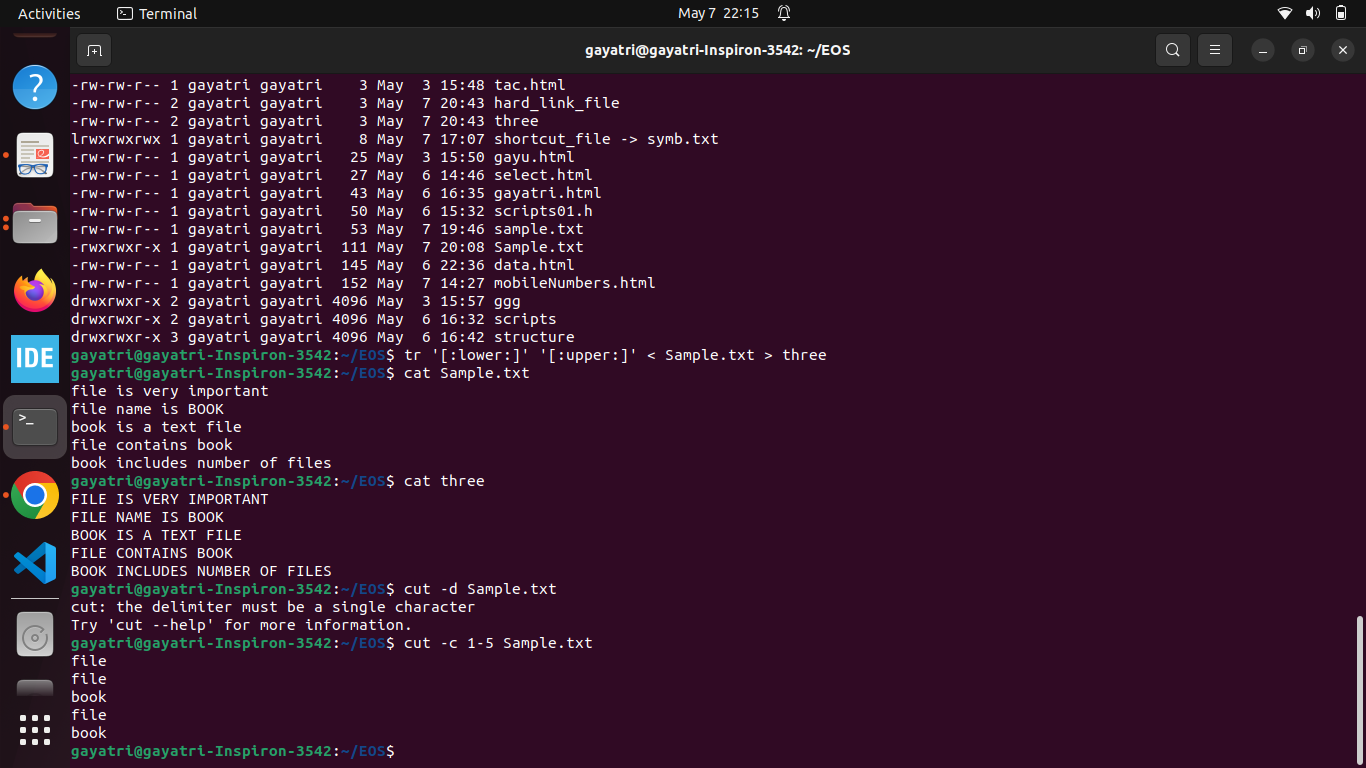 Activities
Terminal
May 7 22:15
gayatri@gayatri-Inspiron-3542: ~/EOS
-rw-rw-r-- 1 gayatri gayatri    3 May  3 15:48 tac.html
-rw-rw-r-- 2 gayatri gayatri    3 May  7 20:43 hard_link_file
-rw-rw-r-- 2 gayatri gayatri    3 May  7 20:43 three
lrwxrwxrwx 1 gayatri gayatri    8 May  7 17:07 shortcut_file -> symb.txt
-rw-rw-r-- 1 gayatri gayatri   25 May  3 15:50 gayu.html
-rw-rw-r-- 1 gayatri gayatri   27 May  6 14:46 select.html
-rw-rw-r-- 1 gayatri gayatri   43 May  6 16:35 gayatri.html
-rw-rw-r-- 1 gayatri gayatri   50 May  6 15:32 scripts01.h
-rw-rw-r-- 1 gayatri gayatri   53 May  7 19:46 sample.txt
-rwxrwxr-x 1 gayatri gayatri  111 May  7 20:08 Sample.txt
-rw-rw-r-- 1 gayatri gayatri  145 May  6 22:36 data.html
-rw-rw-r-- 1 gayatri gayatri  152 May  7 14:27 mobileNumbers.html
drwxrwxr-x 2 gayatri gayatri 4096 May  3 15:57 ggg
drwxrwxr-x 2 gayatri gayatri 4096 May  6 16:32 scripts
drwxrwxr-x 3 gayatri gayatri 4096 May  6 16:42 structure
gayatri@gayatri-Inspiron-3542:~/EOS$ tr '[:lower:]' '[:upper:]' < Sample.txt > three
gayatri@gayatri-Inspiron-3542:~/EOS$ cat Sample.txt
file is very important
file name is BOOK
book is a text file
file contains book
book includes number of files
gayatri@gayatri-Inspiron-3542:~/EOS$ cat three
FILE IS VERY IMPORTANT
FILE NAME IS BOOK
BOOK IS A TEXT FILE
FILE CONTAINS BOOK
BOOK INCLUDES NUMBER OF FILES
gayatri@gayatri-Inspiron-3542:~/EOS$ cut -d Sample.txt
cut: the delimiter must be a single character
Try 'cut --help' for more information.
gayatri@gayatri-Inspiron-3542:~/EOS$ cut -c 1-5 Sample.txt
file
file
book
file
book
gayatri@gayatri-Inspiron-3542:~/EOS$
?
IDE
>_